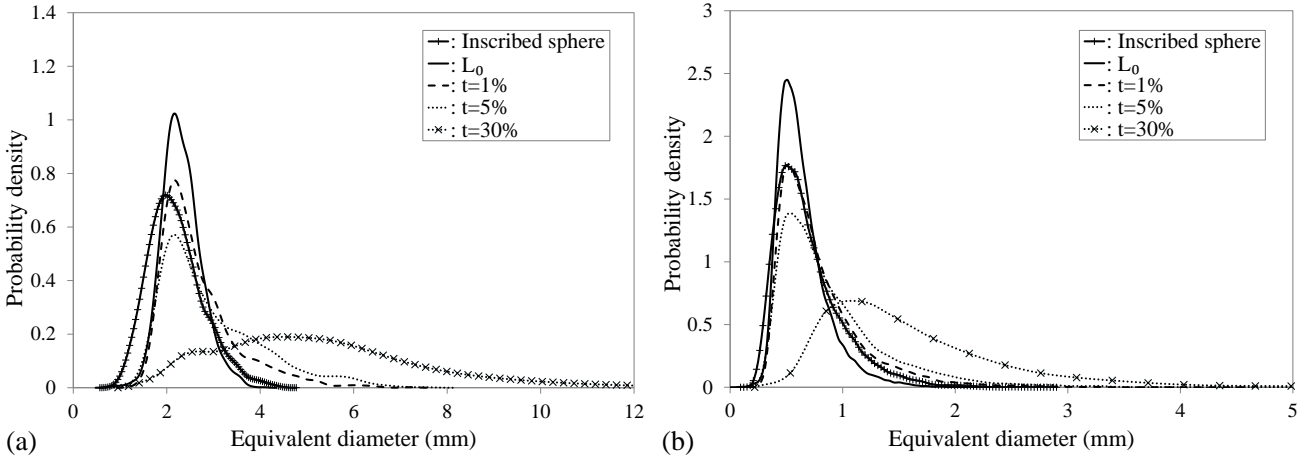 1.4
1.2
1
0.8
0.6
0.4
0.2
0
Probability density
: Inscribed sphere
: L₀
: t=1%
: t=5%
: t=30%
0 2 4 6 8 10 12
Equivalent diameter (mm)
(a)
3
2.5
2
1.5
1
0.5
0
Probability density
: Inscribed sphere
: L₀
: t=1%
: t=5%
: t=30%
0 1 2 3 4 5
Equivalent diameter (mm)
(b)